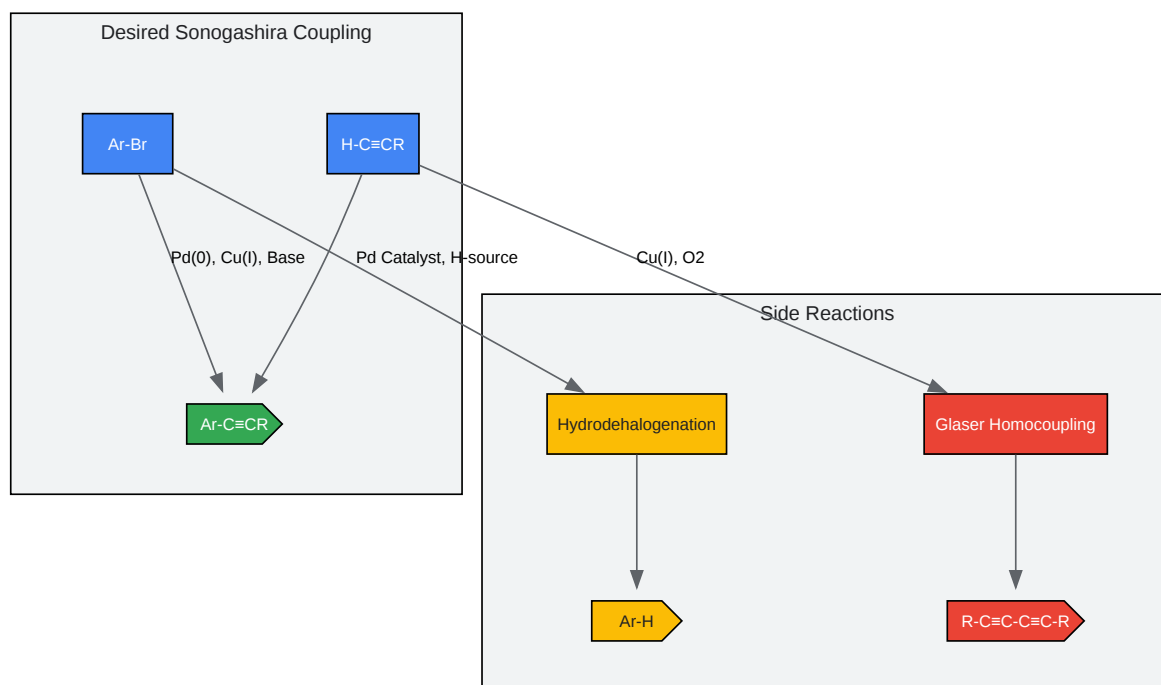 Desired Sonogashira Coupling
Ar-Br
H-C≡CR
Pd(0), Cu(I), Base
Pd Catalyst, H-source
Cu(I), O2
Side Reactions
Ar-C≡CR
Hydrodehalogenation
Glaser Homocoupling
Ar-H
R-C≡C-C≡C-R